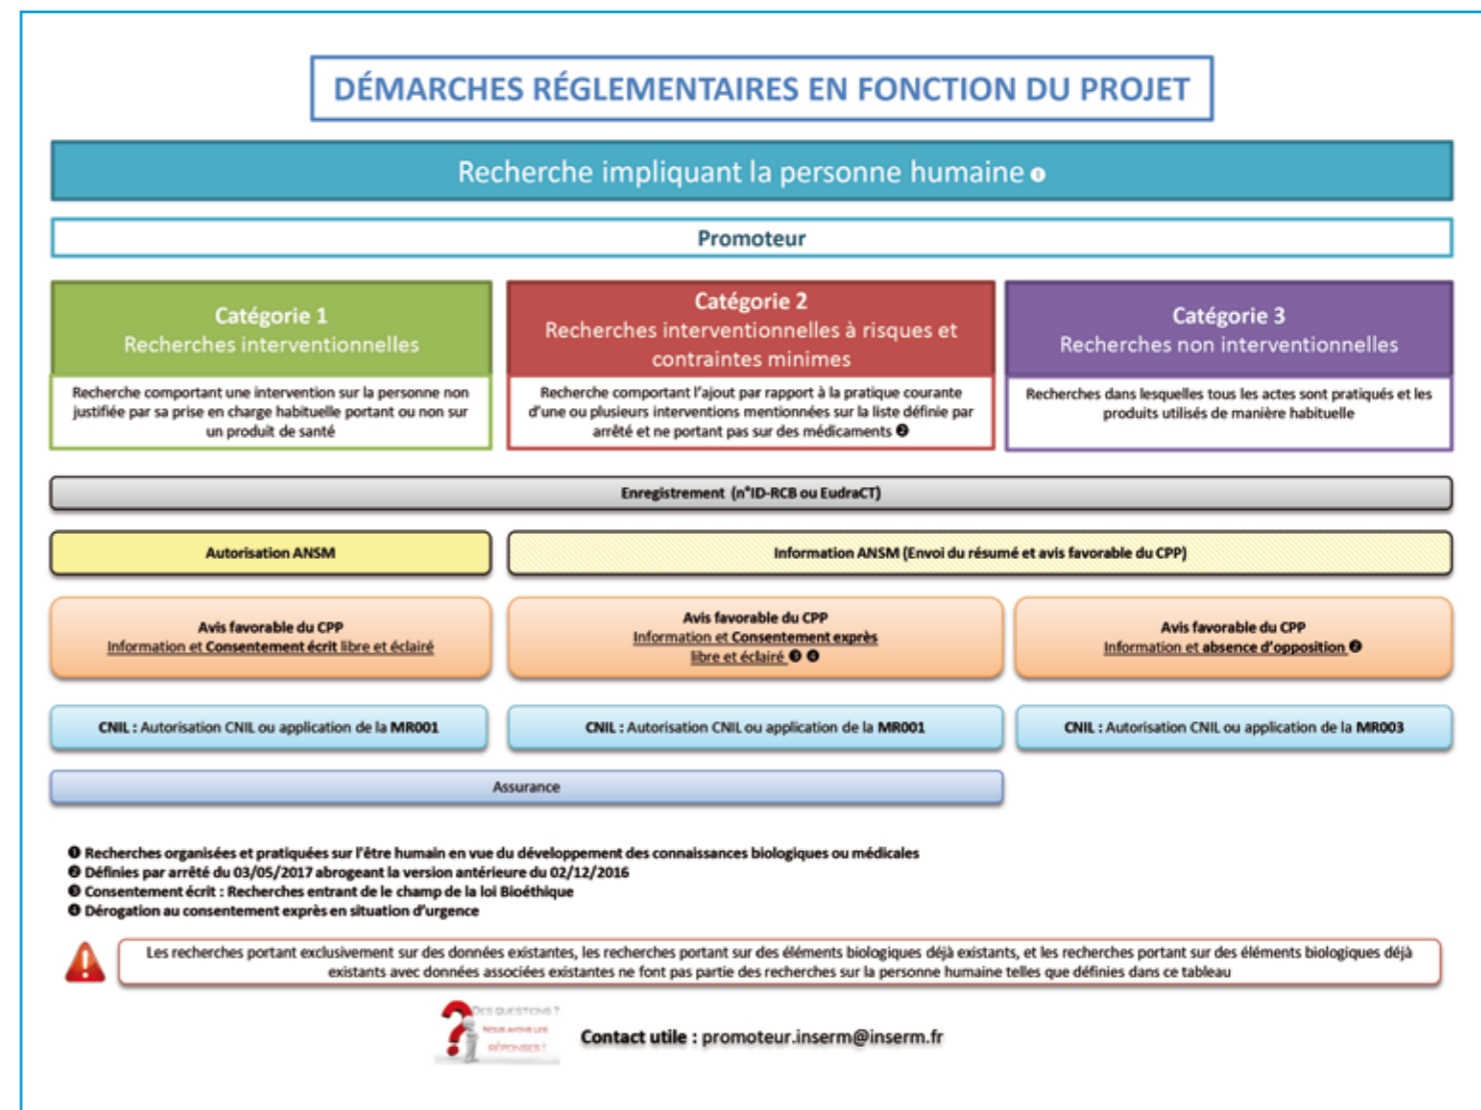 DÉMARCHES RÉGLEMENTAIRES EN FONCTION DU PROJET
Recherche impliquant la personne humaine ❶
Promoteur
Catégorie 1
Recherches interventionnelles
Recherche comportant une intervention sur la personne non
justifiée par sa prise en charge habituelle portant ou non sur
un produit de santé
Catégorie 2
Recherches interventionnelles à risques et
contraintes minimes
Recherche comportant l'ajout par rapport à la pratique courante
d'une ou plusieurs interventions mentionnées sur la liste définie par
arrêté et ne portant pas sur des médicaments ❷
Catégorie 3
Recherches non interventionnelles
Recherches dans lesquelles tous les actes sont pratiqués et les
produits utilisés de manière habituelle
Enregistrement (n°ID-RCB ou EudraCT)
Autorisation ANSM
Information ANSM (Envoi du résumé et avis favorable du CPP)
Avis favorable du CPP
Information et Consentement écrit libre et éclairé
Avis favorable du CPP
Information et Consentement exprès
libre et éclairé ❸ ❹
Avis favorable du CPP
Information et absence d'opposition ❷
CNIL : Autorisation CNIL ou application de la MR001
CNIL : Autorisation CNIL ou application de la MR001
CNIL : Autorisation CNIL ou application de la MR003
Assurance
❶ Recherches organisées et pratiquées sur l'être humain en vue du développement des connaissances biologiques ou médicales
❷ Définies par arrêté du 03/05/2017 abrogeant la version antérieure du 02/12/2016
❸ Consentement écrit : Recherches entrant de le champ de la loi Bioéthique
❹ Dérogation au consentement exprès en situation d'urgence
Les recherches portant exclusivement sur des données existantes, les recherches portant sur des éléments biologiques déjà existants, et les recherches portant sur des éléments biologiques déjà
existants avec données associées existantes ne font pas partie des recherches sur la personne humaine telles que définies dans ce tableau
DES QUESTIONS ?
NOUS AVONS LES
RÉPONSES !
Contact utile : promoteur.inserm@inserm.fr